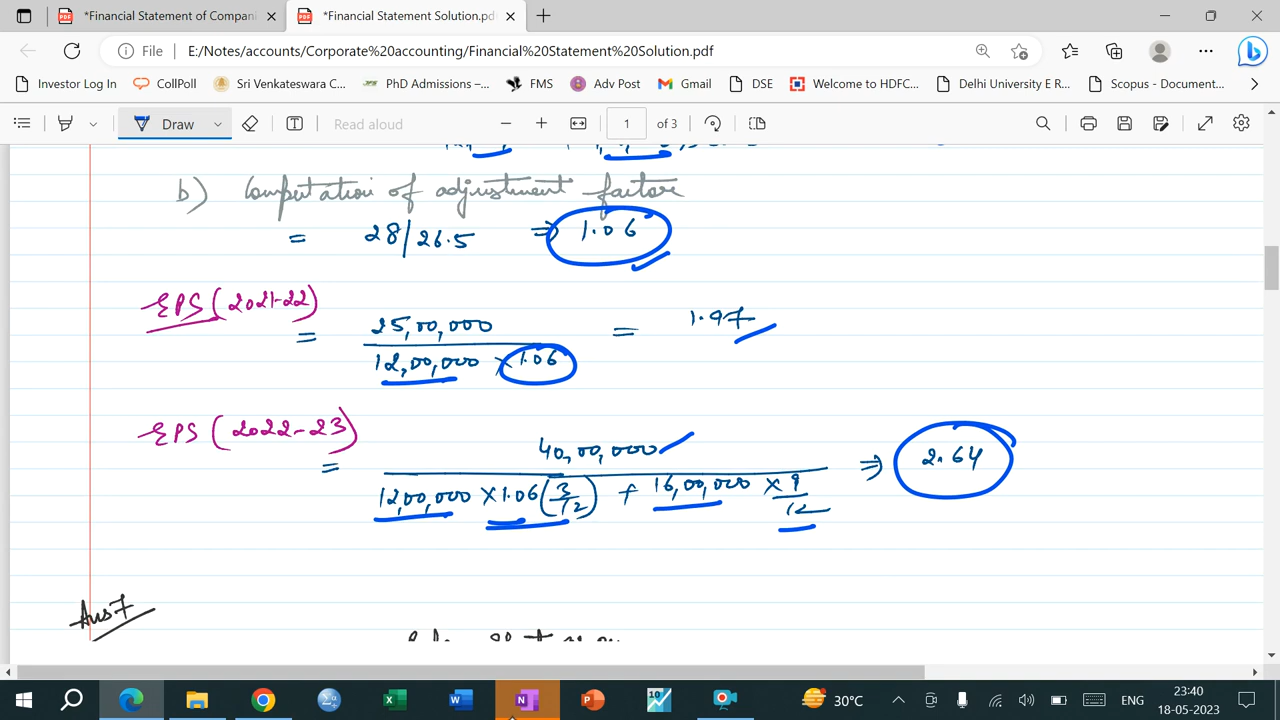 *Financial Statement of Compani
*Financial Statement Solution.pdf
File E:/Notes/accounts/Corporate%20accounting/Financial%20Statement%20Solution.pdf
Investor Log In CollPoll Sri Venkateswara C... PhD Admissions –... FMS Adv Post Gmail DSE Welcome to HDFC... Delhi University E R... Scopus - Document...
Draw Read aloud 1 of 3
b) Computation of adjustment factor
= 28/26.5 ⇒ 1.06
EPS (2021-22)
25,00,000
= = 1.97
12,00,000 × 1.06
EPS (2022-23)
40,00,000
= ⇒ 2.64
12,00,000 × 1.06 (3/12) + 16,00,000 × 9/12
Ans 7
30°C ENG 23:40
18-05-2023